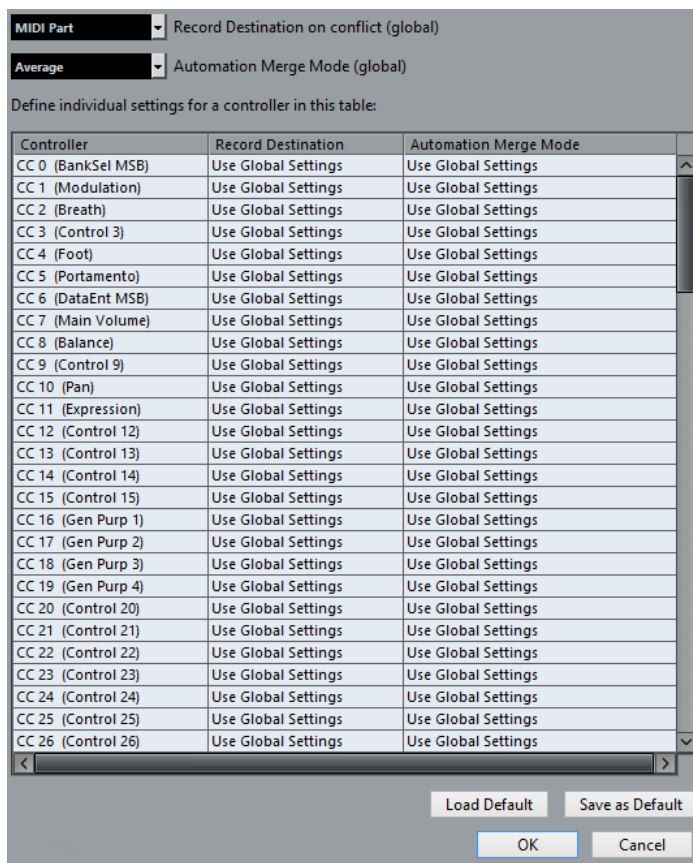 MIDI Part Record Destination on conflict (global)
Average Automation Merge Mode (global)
Define individual settings for a controller in this table:
Controller Record Destination Automation Merge Mode
CC 0 (BankSel MSB) Use Global Settings Use Global Settings
CC 1 (Modulation) Use Global Settings Use Global Settings
CC 2 (Breath) Use Global Settings Use Global Settings
CC 3 (Control 3) Use Global Settings Use Global Settings
CC 4 (Foot) Use Global Settings Use Global Settings
CC 5 (Portamento) Use Global Settings Use Global Settings
CC 6 (DataEnt MSB) Use Global Settings Use Global Settings
CC 7 (Main Volume) Use Global Settings Use Global Settings
CC 8 (Balance) Use Global Settings Use Global Settings
CC 9 (Control 9) Use Global Settings Use Global Settings
CC 10 (Pan) Use Global Settings Use Global Settings
CC 11 (Expression) Use Global Settings Use Global Settings
CC 12 (Control 12) Use Global Settings Use Global Settings
CC 13 (Control 13) Use Global Settings Use Global Settings
CC 14 (Control 14) Use Global Settings Use Global Settings
CC 15 (Control 15) Use Global Settings Use Global Settings
CC 16 (Gen Purp 1) Use Global Settings Use Global Settings
CC 17 (Gen Purp 2) Use Global Settings Use Global Settings
CC 18 (Gen Purp 3) Use Global Settings Use Global Settings
CC 19 (Gen Purp 4) Use Global Settings Use Global Settings
CC 20 (Control 20) Use Global Settings Use Global Settings
CC 21 (Control 21) Use Global Settings Use Global Settings
CC 22 (Control 22) Use Global Settings Use Global Settings
CC 23 (Control 23) Use Global Settings Use Global Settings
CC 24 (Control 24) Use Global Settings Use Global Settings
CC 25 (Control 25) Use Global Settings Use Global Settings
CC 26 (Control 26) Use Global Settings Use Global Settings
Load Default Save as Default
OK Cancel